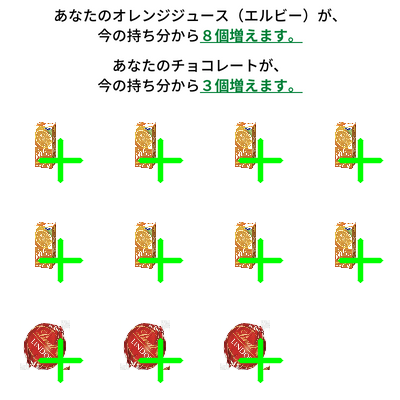 あなたのオレンジジュース（エルビー）が、
今の持ち分から８個増えます。
あなたのチョコレートが、
今の持ち分から３個増えます。